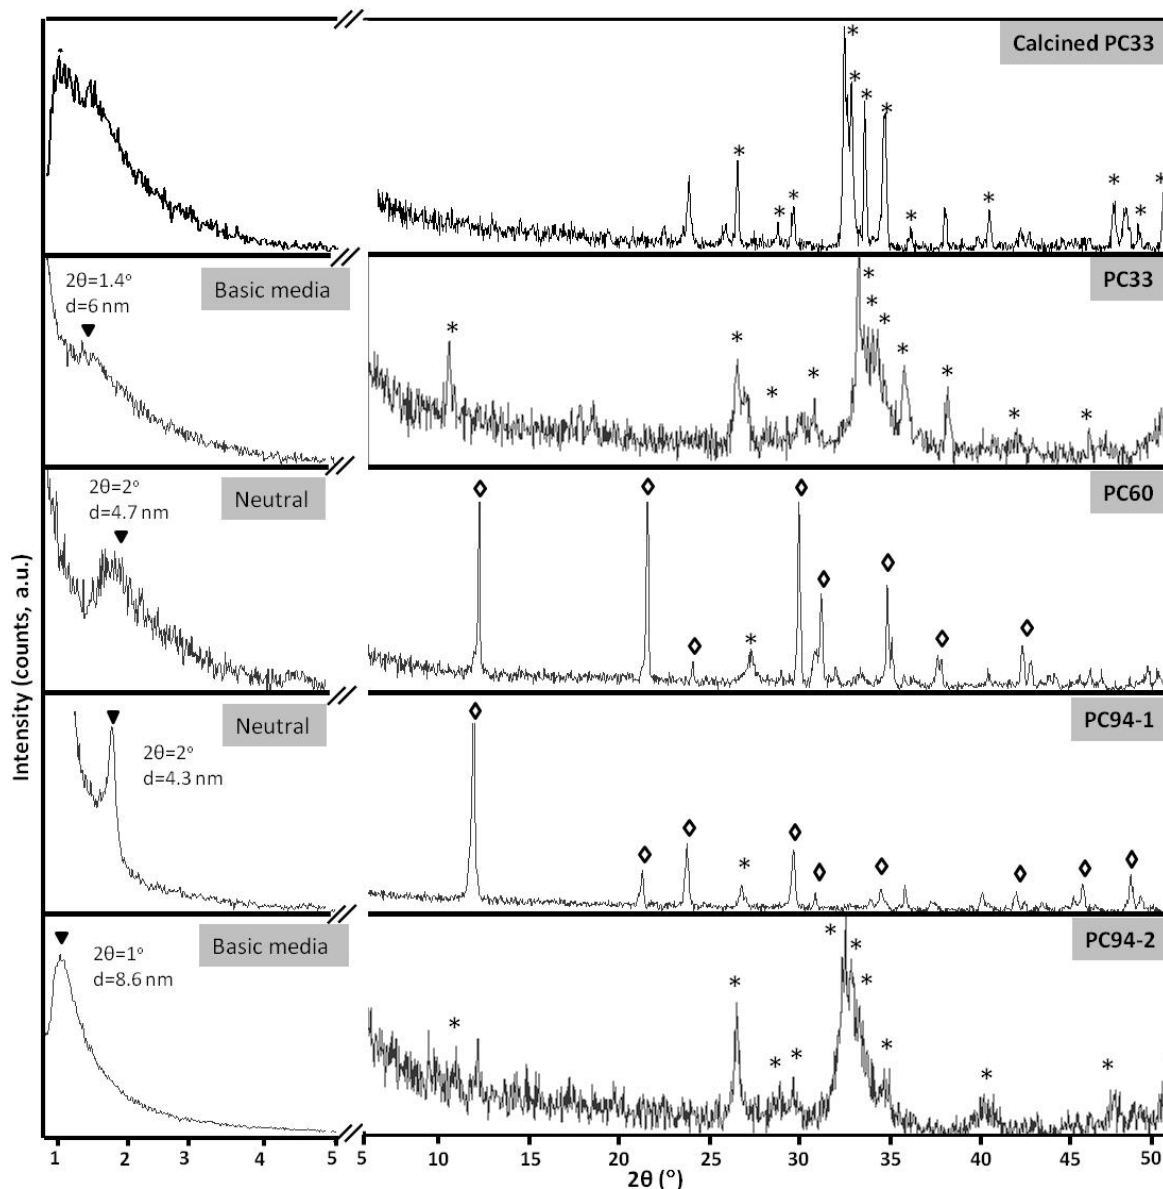 Calcined PC33
2θ=1.4°
d=6 nm
Basic media
PC33
2θ=2°
d=4.7 nm
Neutral
PC60
Neutral
2θ=2°
d=4.3 nm
PC94-1
2θ=1°
d=8.6 nm
Basic media
PC94-2
Intensity (counts, a.u.)
1 2 3 4 5 5 10 15 20 25 30 35 40 45 50
2θ (°)